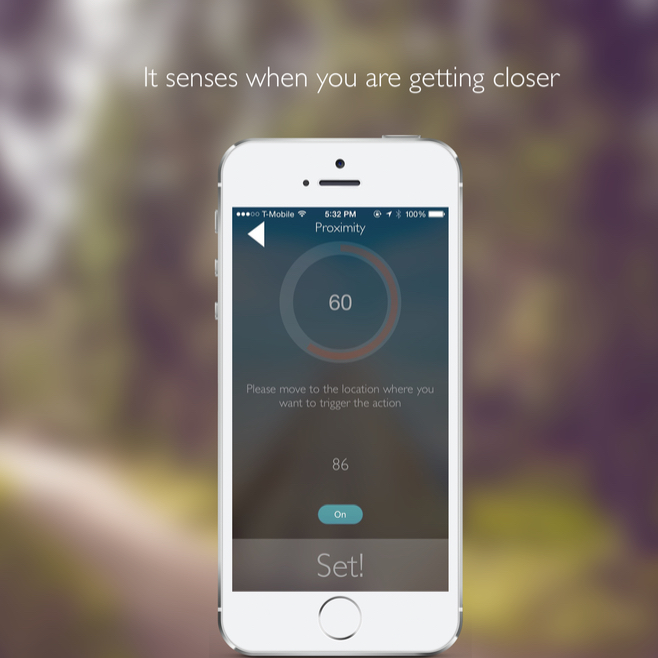 It senses when you are getting closer
T-Mobile 5:32 PM 100%
Proximity
60
Please move to the location where you
want to trigger the action
86
On
Set!